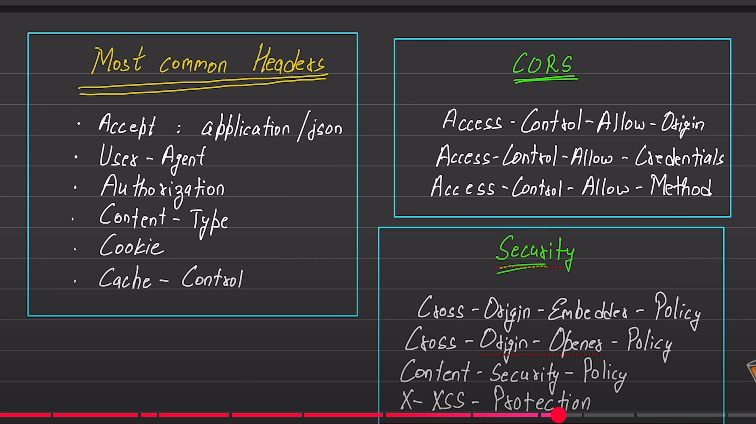 Most common Headers
· Accept : application/json
· User - Agent
· Authorization
· Content - Type
· Cookie
· Cache - Control
CORS
Access - Control - Allow - Origin
Access - Control - Allow - Credentials
Access - Control - Allow - Method
Security
Cross - Origin - Embedder - Policy
Cross - Origin - Opener - Policy
Content - Security - Policy
X - XSS - Protection